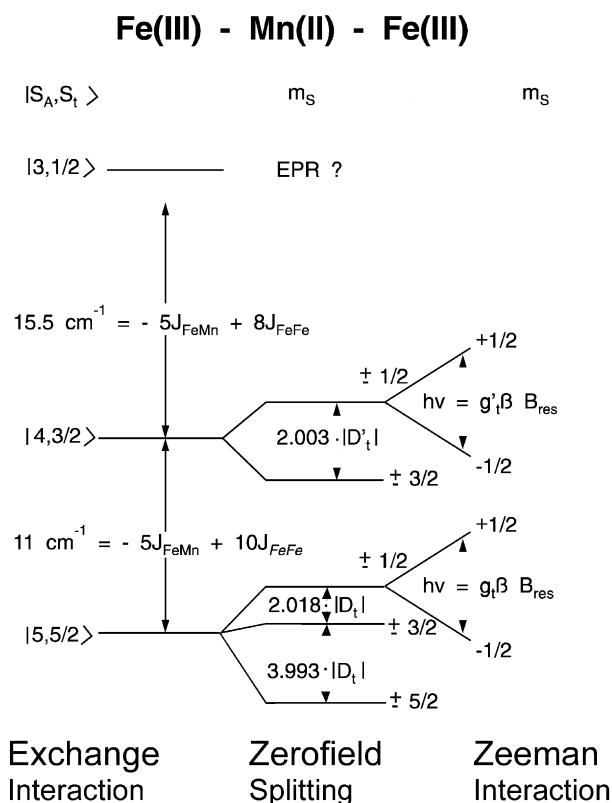 Fe(III) - Mn(II) - Fe(III)
|S_A,S_t > m_S m_S
|3,1/2 > EPR ?
15.5 cm⁻¹ = - 5J_FeMn + 8J_FeFe
+1/2
± 1/2
hν = g'_tß B_res
|4,3/2 > 2.003 ·|D'_t|
-1/2
± 3/2
+1/2
11 cm⁻¹ = - 5J_FeMn + 10J_FeFe
± 1/2
hν = g_tß B_res
2.018·|D_t|
± 3/2
|5,5/2 >
-1/2
3.993 ·|D_t|
± 5/2
Exchange Zerofield Zeeman
Interaction Splitting Interaction